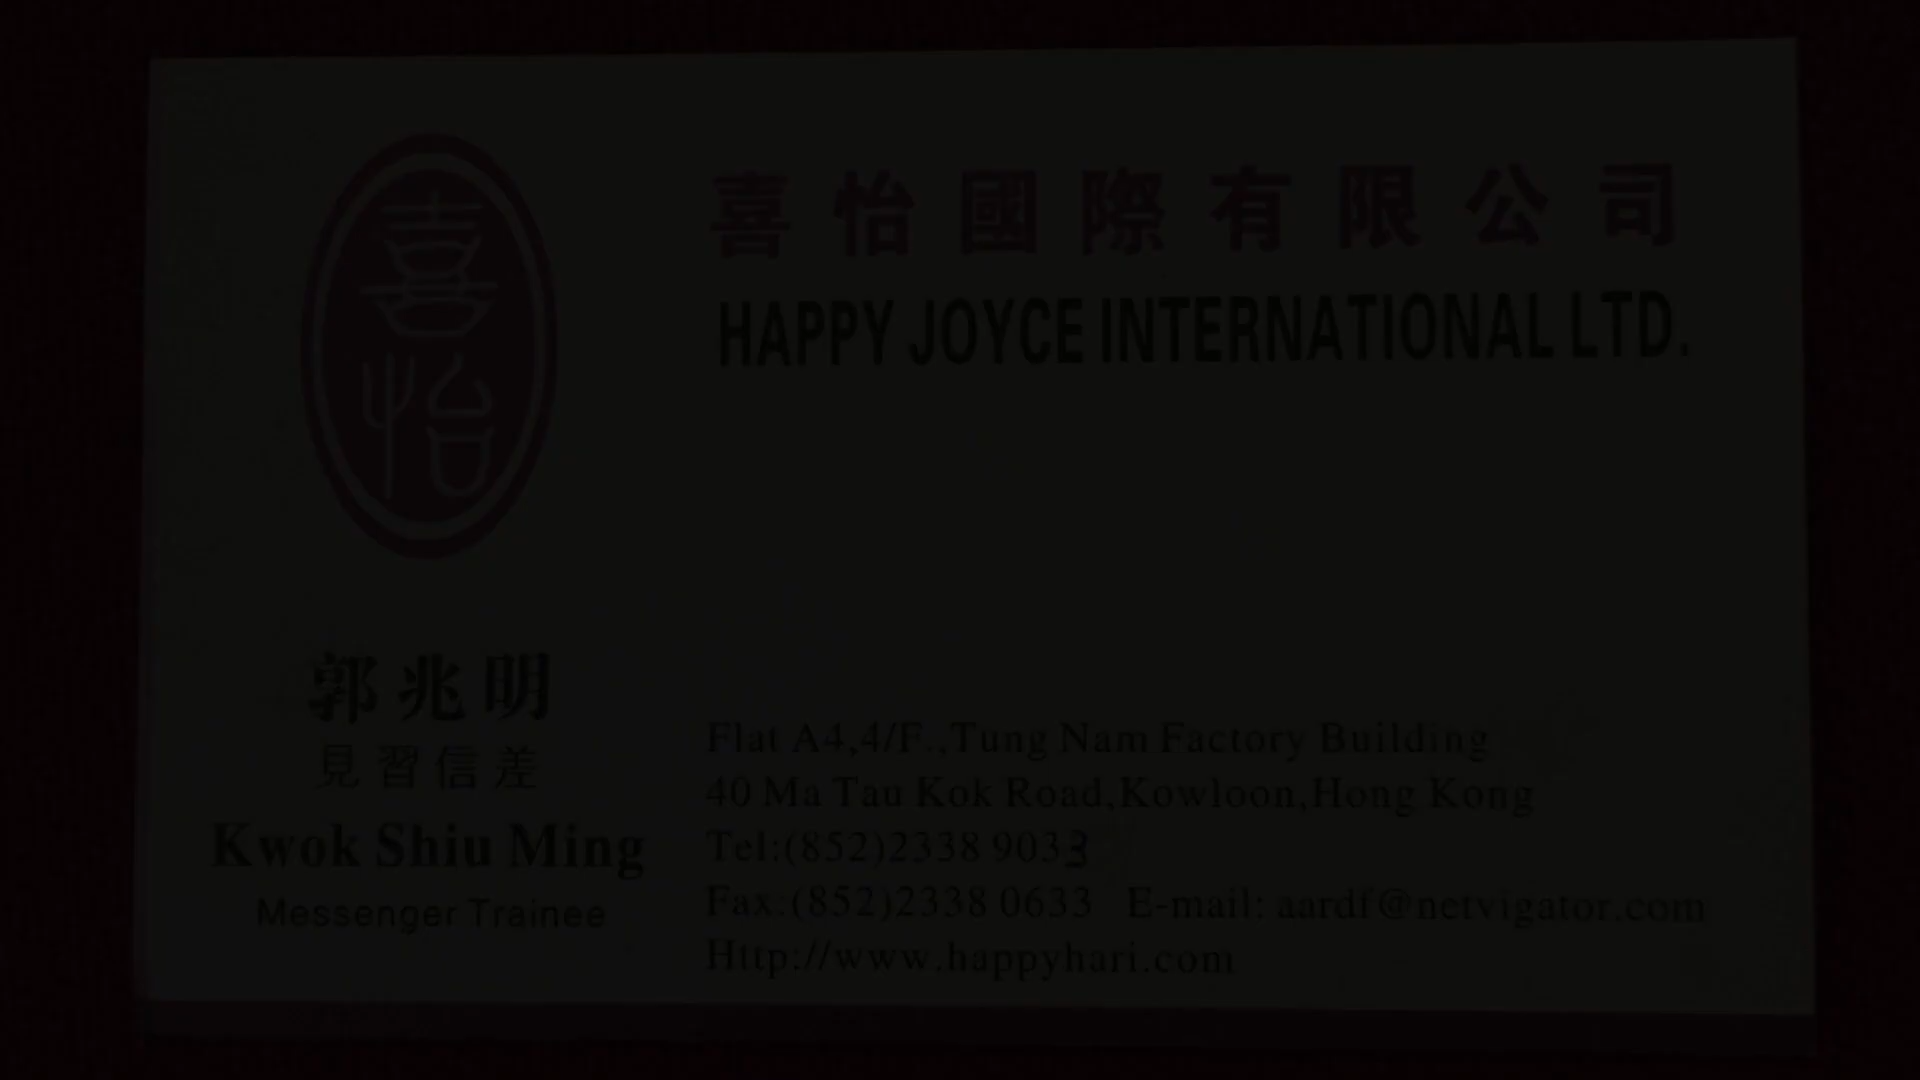 喜怡
喜怡國際有限公司
HAPPY JOYCE INTERNATIONAL LTD.
郭兆明
見習信差
Kwok Shiu Ming
Messenger Trainee
Flat A4,4/F.,Tung Nam Factory Building
40 Ma Tau Kok Road,Kowloon,Hong Kong
Tel:(852)2338 9033
Fax:(852)2338 0633 E-mail: aardf@netvigator.com
Http://www.happyhari.com